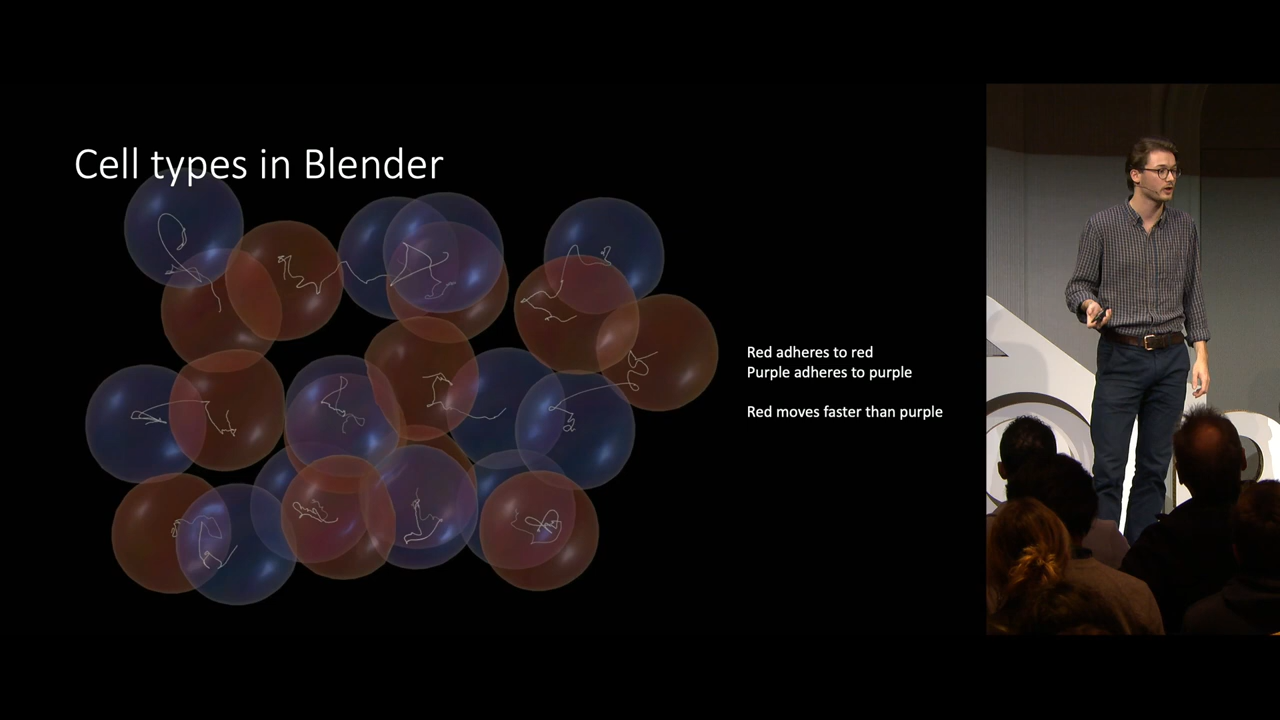 Cell types in Blender
Red adheres to red
Purple adheres to purple
Red moves faster than purple